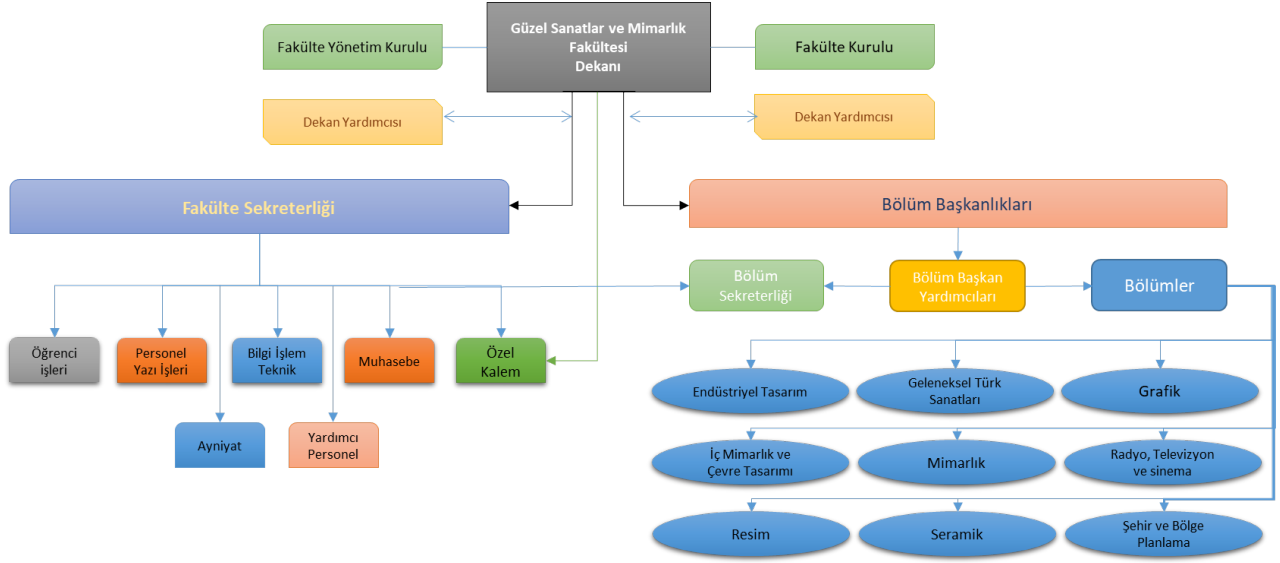 Güzel Sanatlar ve Mimarlık
Fakültesi
Dekanı
Fakülte Yönetim Kurulu
Fakülte Kurulu
Dekan Yardımcısı
Dekan Yardımcısı
Fakülte Sekreterliği
Bölüm Başkanlıkları
Bölüm
Sekreterliği
Bölüm Başkan
Yardımcıları
Bölümler
Öğrenci
işleri
Personel
Yazı İşleri
Bilgi İşlem
Teknik
Muhasebe
Özel
Kalem
Ayniyat
Yardımcı
Personel
Endüstriyel Tasarım
Geleneksel Türk
Sanatları
Grafik
İç Mimarlık ve
Çevre Tasarımı
Mimarlık
Radyo, Televizyon
ve sinema
Resim
Seramik
Şehir ve Bölge
Planlama